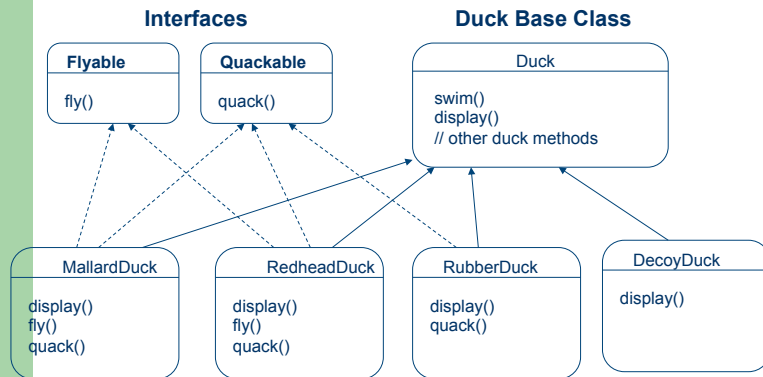 Interfaces
Duck Base Class
Flyable
fly()
Quackable
quack()
Duck
swim()
display()
// other duck methods
MallardDuck
display()
fly()
quack()
RedheadDuck
display()
fly()
quack()
RubberDuck
display()
quack()
DecoyDuck
display()